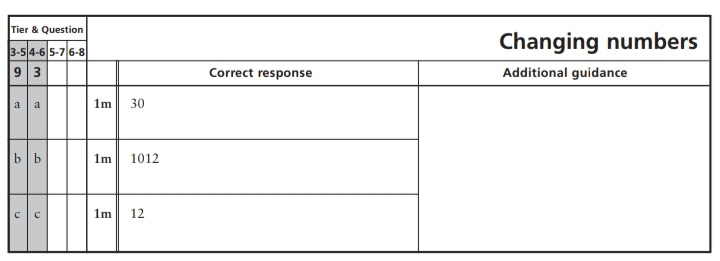 Tier & Question
Changing numbers
3-5 4-6 5-7 6-8
9 3
Correct response Additional guidance
a a 1m 30
b b 1m 1012
c c 1m 12